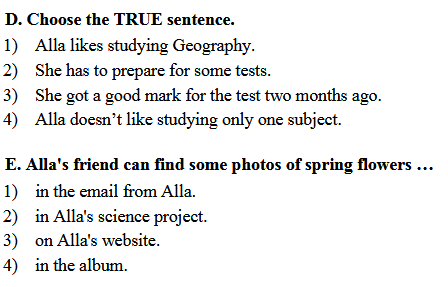 D. Choose the TRUE sentence.
1) Alla likes studying Geography.
2) She has to prepare for some tests.
3) She got a good mark for the test two months ago.
4) Alla doesn’t like studying only one subject.
E. Alla's friend can find some photos of spring flowers …
1) in the email from Alla.
2) in Alla's science project.
3) on Alla's website.
4) in the album.